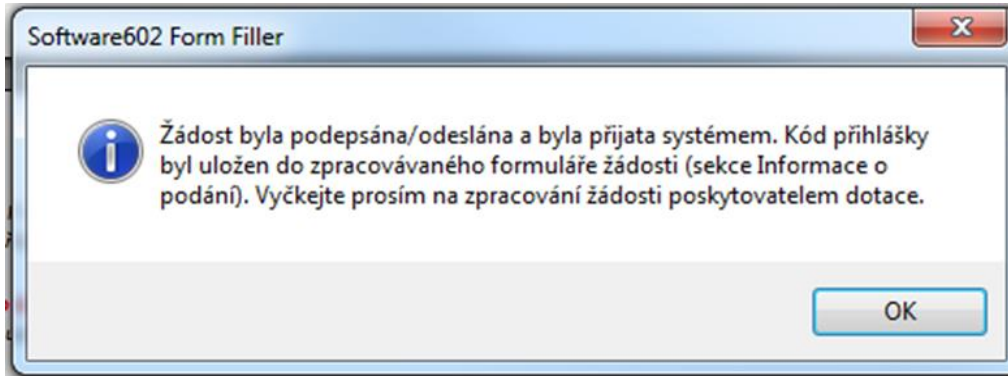 Software602 Form Filler
Žádost byla podepsána/odeslána a byla přijata systémem. Kód přihlášky
byl uložen do zpracovávaného formuláře žádosti (sekce Informace o
podání). Vyčkejte prosím na zpracování žádosti poskytovatelem dotace.
OK